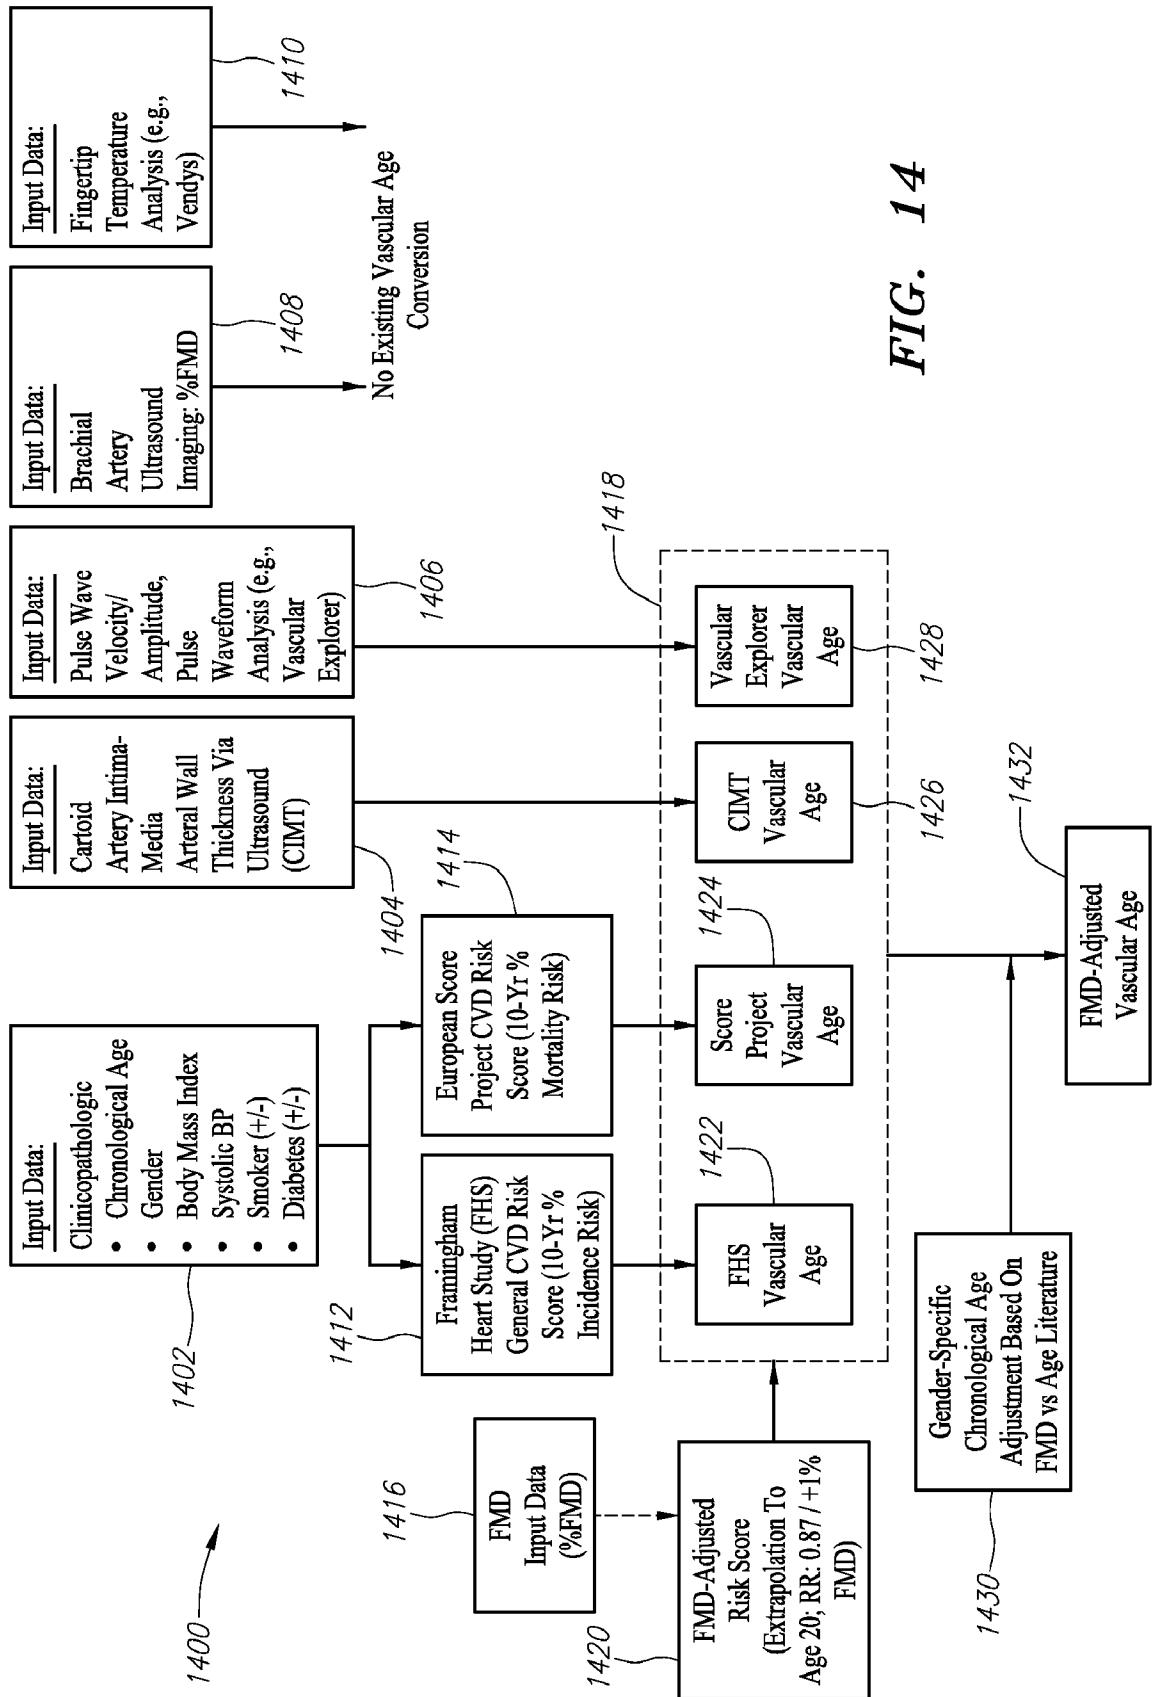 1400
Input Data:
Clinicopathologic
• Chronological Age
• Gender
• Body Mass Index
• Systolic BP
• Smoker (+/-)
• Diabetes (+/-)
1402
Input Data:
Cartoid
Artery Intima-
Media
Arteral Wall
Thickness Via
Ultrasound
(CIMT)
1404
Input Data:
Pulse Wave
Velocity/
Amplitude,
Pulse
Waveform
Analysis (e.g.,
Vascular
Explorer)
1406
Input Data:
Brachial
Artery
Ultrasound
Imaging: %FMD
1408
Input Data:
Fingertip
Temperature
Analysis (e.g.,
Vendys)
1410
No Existing Vascular Age
Conversion
1412
Framingham
Heart Study (FHS)
General CVD Risk
Score (10-Yr %
Incidence Risk)
European Score
Project CVD Risk
Score (10-Yr %
Mortality Risk)
1414
1416
FMD
Input Data
(%FMD)
1420
FMD-Adjusted
Risk Score
(Extrapolation To
Age 20; RR: 0.87 / +1%
FMD)
1418
FHS
Vascular
Age
1422
Score
Project
Vascular
Age
1424
CIMT
Vascular
Age
1426
Vascular
Explorer
Vascular
Age
1428
Gender-Specific
Chronological Age
Adjustment Based On
FMD vs Age Literature
1430
FMD-Adjusted
Vascular Age
1432
FIG. 14